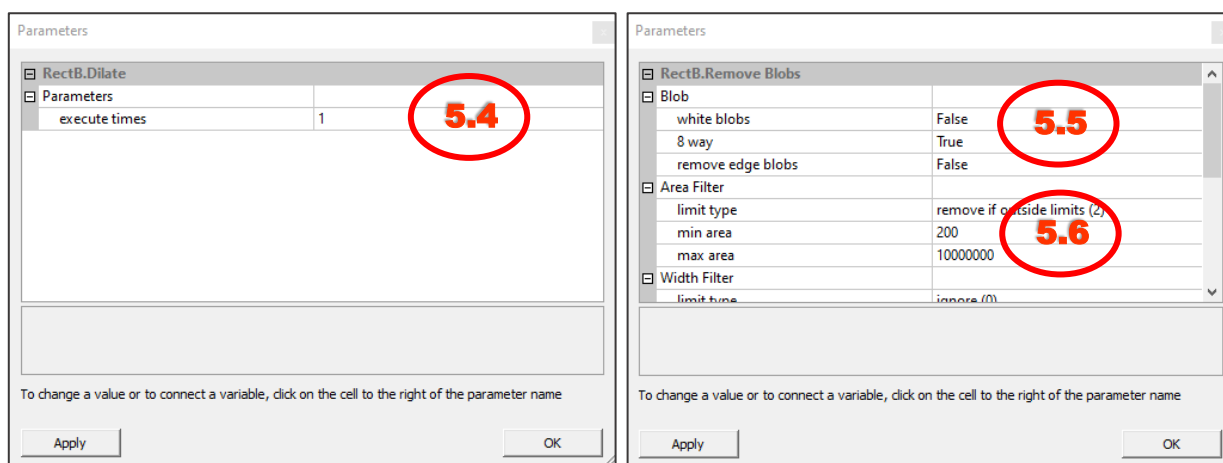 Parameters
RectB.Dilate
Parameters
execute times 1
5.4
To change a value or to connect a variable, click on the cell to the right of the parameter name
Apply OK
Parameters
RectB.Remove Blobs
Blob
white blobs False
8 way True
remove edge blobs False
5.5
Area Filter
limit type remove if outside limits (2)
min area 200
max area 10000000
5.6
Width Filter
limit type ignore (0)
To change a value or to connect a variable, click on the cell to the right of the parameter name
Apply OK